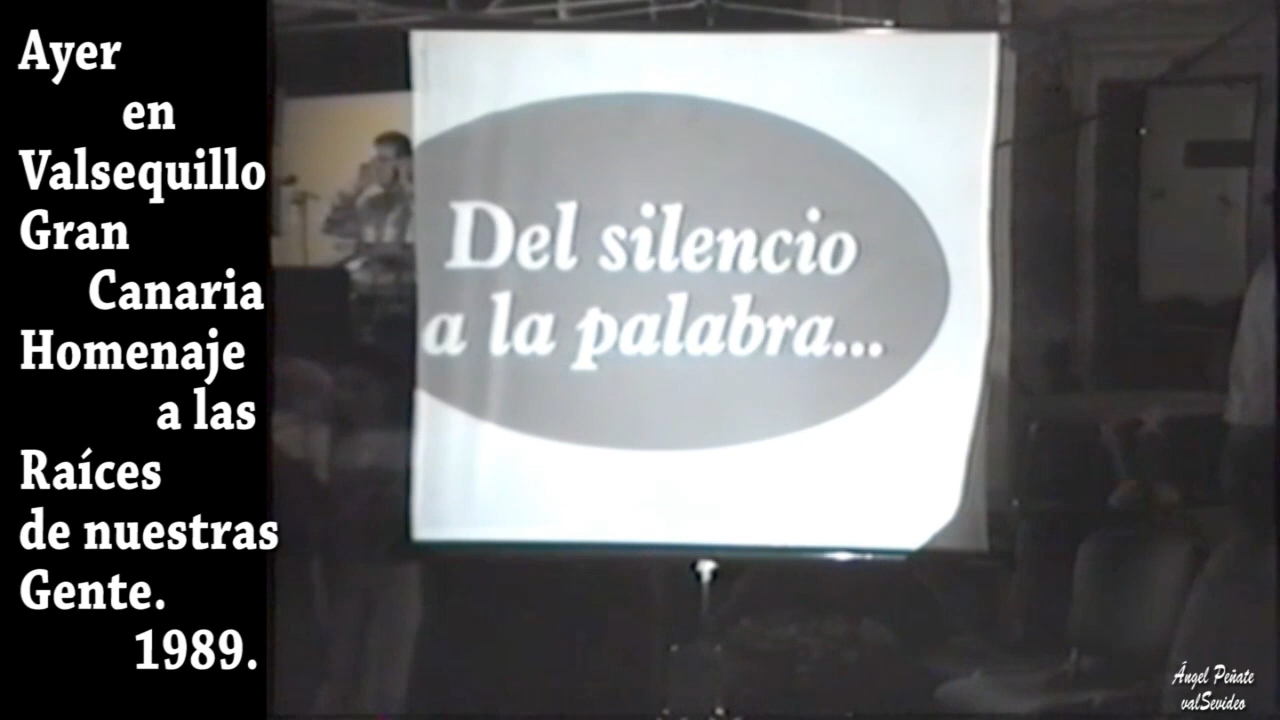 Ayer
en
Valsequillo
Gran
Canaria
Homenaje
a las
Raíces
de nuestras
Gente.
1989.
Del silencio
a la palabra...
Ángel Peñate
valSevideo